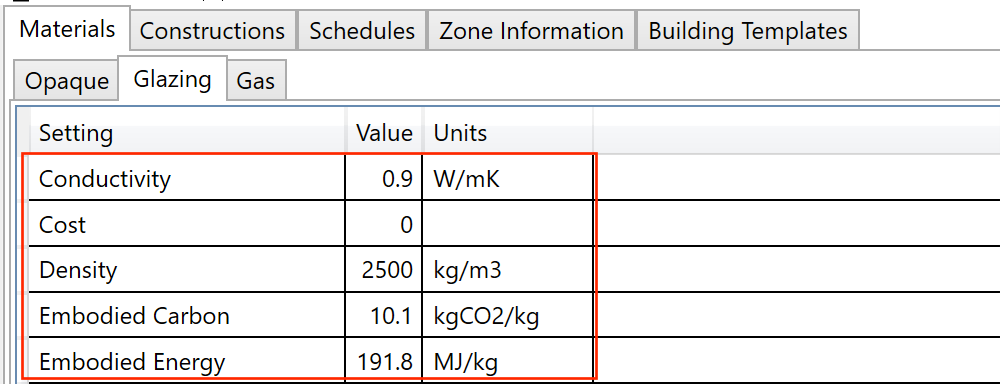 Materials Constructions Schedules Zone Information Building Templates
Opaque Glazing Gas
Setting Value Units
Conductivity 0.9 W/mK
Cost 0
Density 2500 kg/m3
Embodied Carbon 10.1 kgCO2/kg
Embodied Energy 191.8 MJ/kg